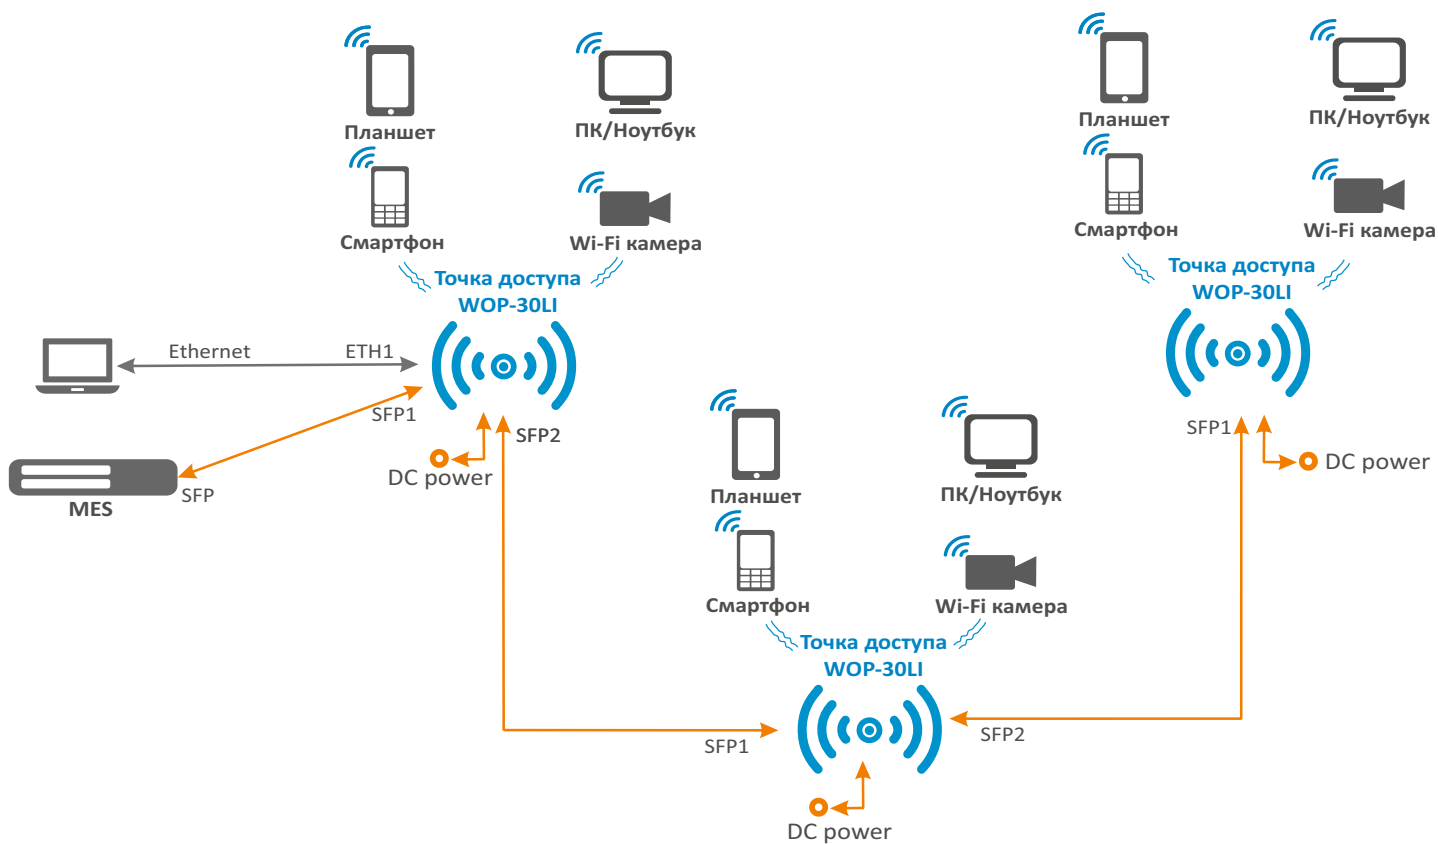 Планшет
ПК/Ноутбук
Смартфон
Wi-Fi камера
Точка доступа
WOP-30LI
Ethernet
ETH1
SFP1
SFP2
DC power
SFP
MES
Планшет
ПК/Ноутбук
Смартфон
Wi-Fi камера
Точка доступа
WOP-30LI
SFP1
SFP2
DC power
Планшет
ПК/Ноутбук
Смартфон
Wi-Fi камера
Точка доступа
WOP-30LI
SFP1
DC power